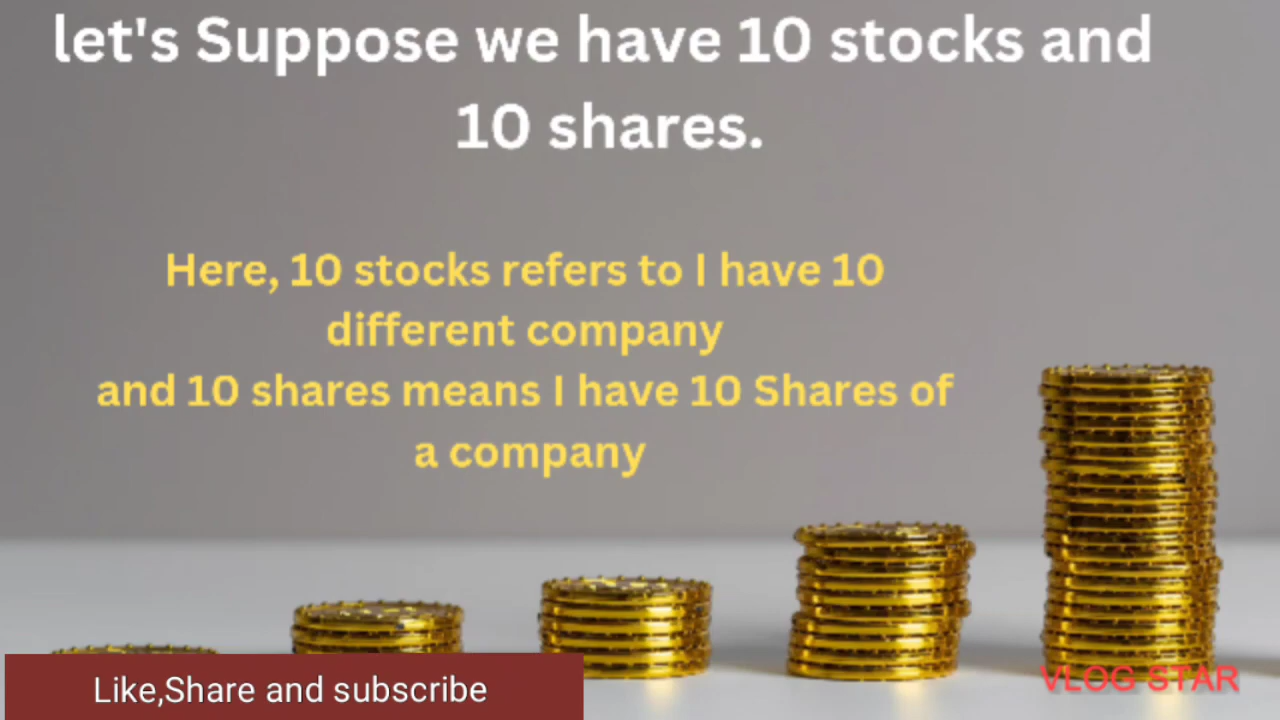 let's Suppose we have 10 stocks and
10 shares.
Here, 10 stocks refers to I have 10
different company
and 10 shares means I have 10 Shares of
a company
Like,Share and subscribe
VLOG STAR